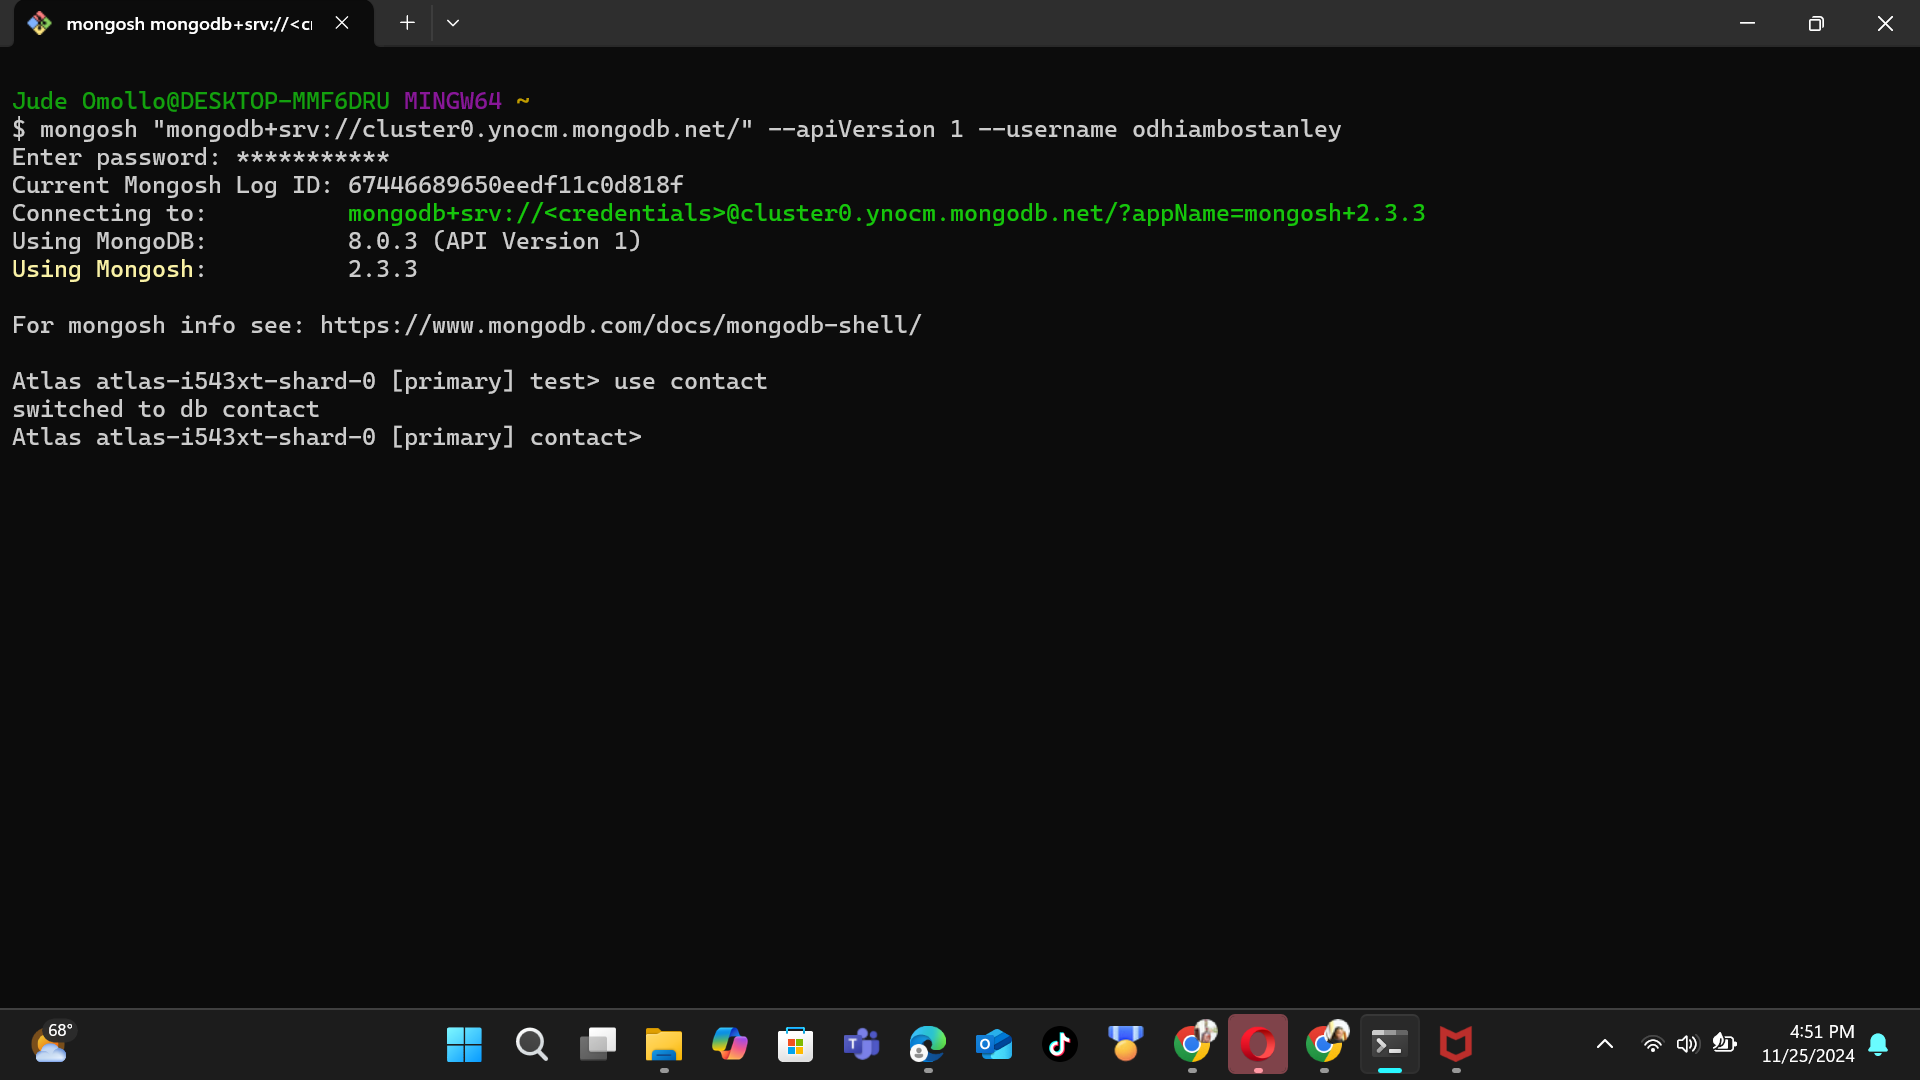 mongosh mongodb+srv://<cr
Jude Omollo@DESKTOP-MMF6DRU MINGW64 ~
$ mongosh "mongodb+srv://cluster0.ynocm.mongodb.net/" --apiVersion 1 --username odhiambostanley
Enter password: ***********
Current Mongosh Log ID: 67446689650eedf11c0d818f
Connecting to: mongodb+srv://<credentials>@cluster0.ynocm.mongodb.net/?appName=mongosh+2.3.3
Using MongoDB: 8.0.3 (API Version 1)
Using Mongosh: 2.3.3
For mongosh info see: https://www.mongodb.com/docs/mongodb-shell/
Atlas atlas-i543xt-shard-0 [primary] test> use contact
switched to db contact
Atlas atlas-i543xt-shard-0 [primary] contact>
68°
4:51 PM
11/25/2024